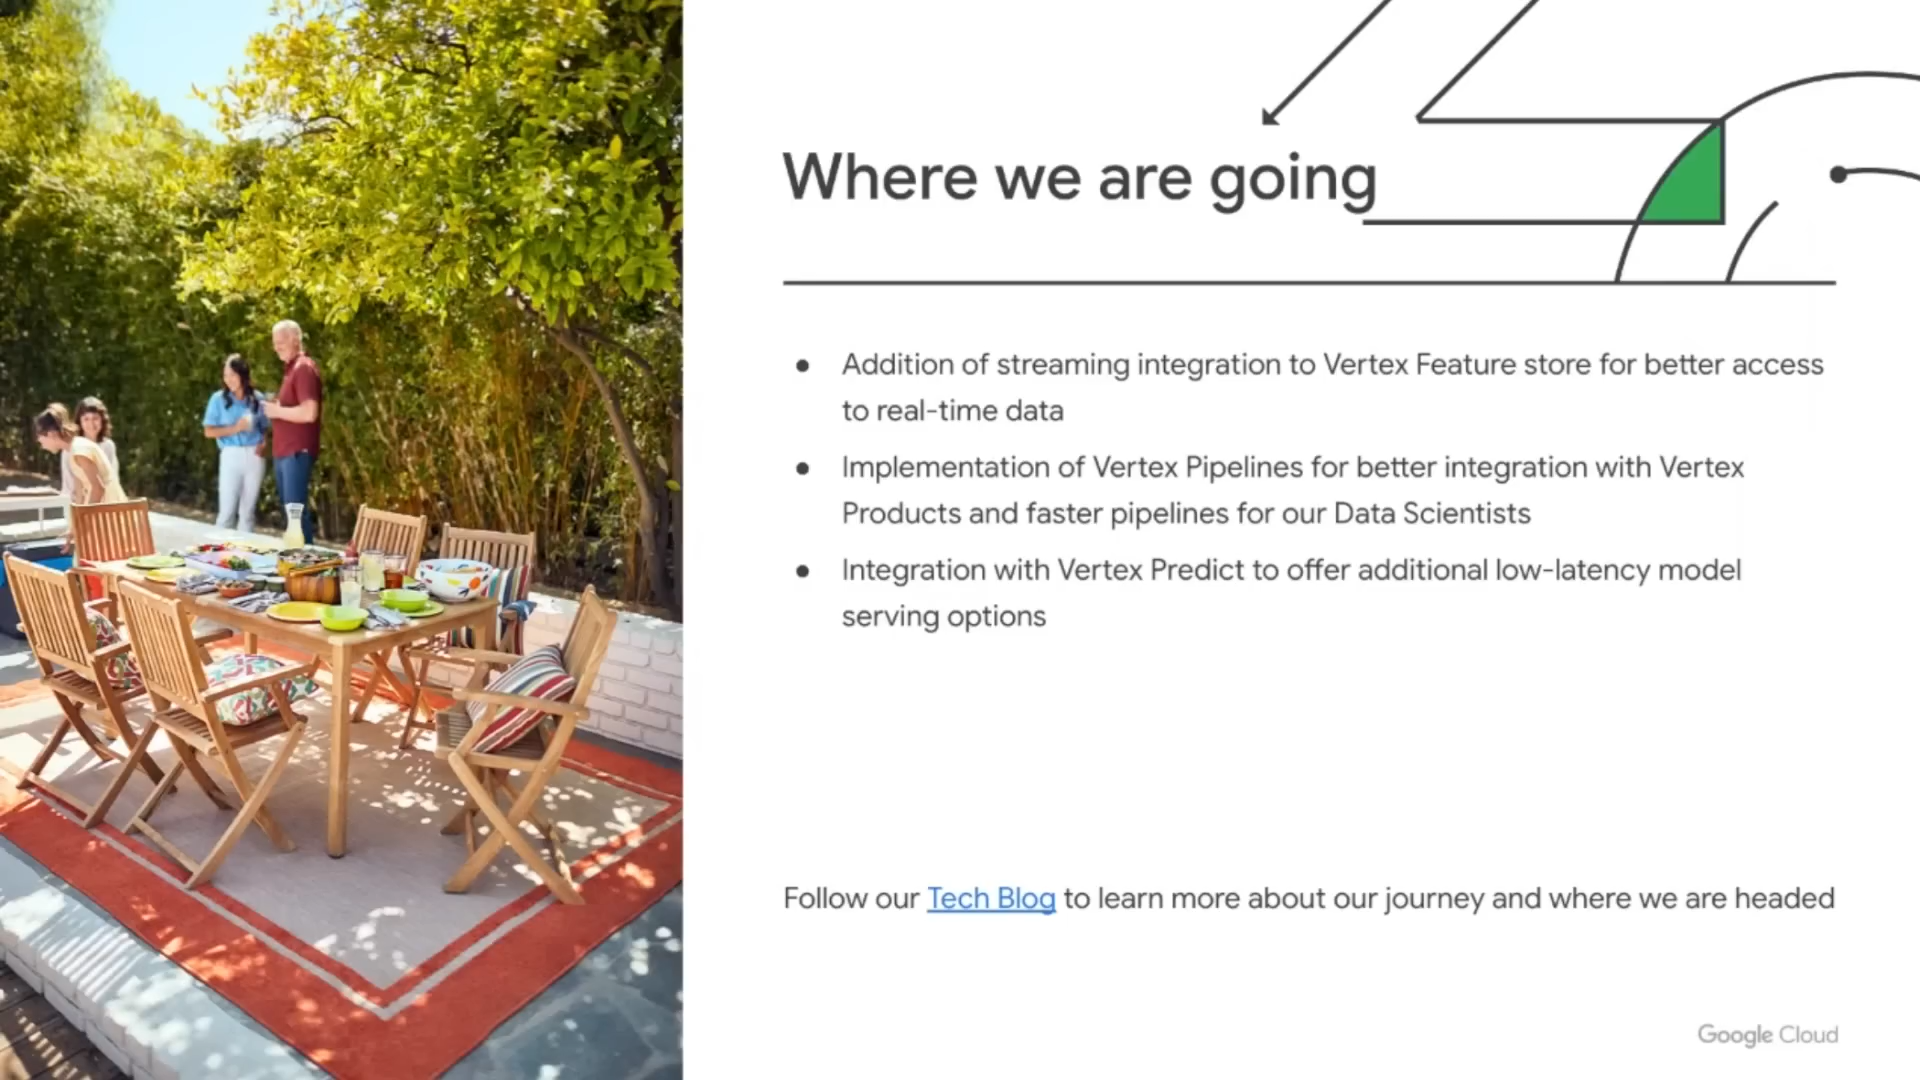 Where we are going
● Addition of streaming integration to Vertex Feature store for better access
to real-time data
● Implementation of Vertex Pipelines for better integration with Vertex
Products and faster pipelines for our Data Scientists
● Integration with Vertex Predict to offer additional low-latency model
serving options
Follow our Tech Blog to learn more about our journey and where we are headed
Google Cloud